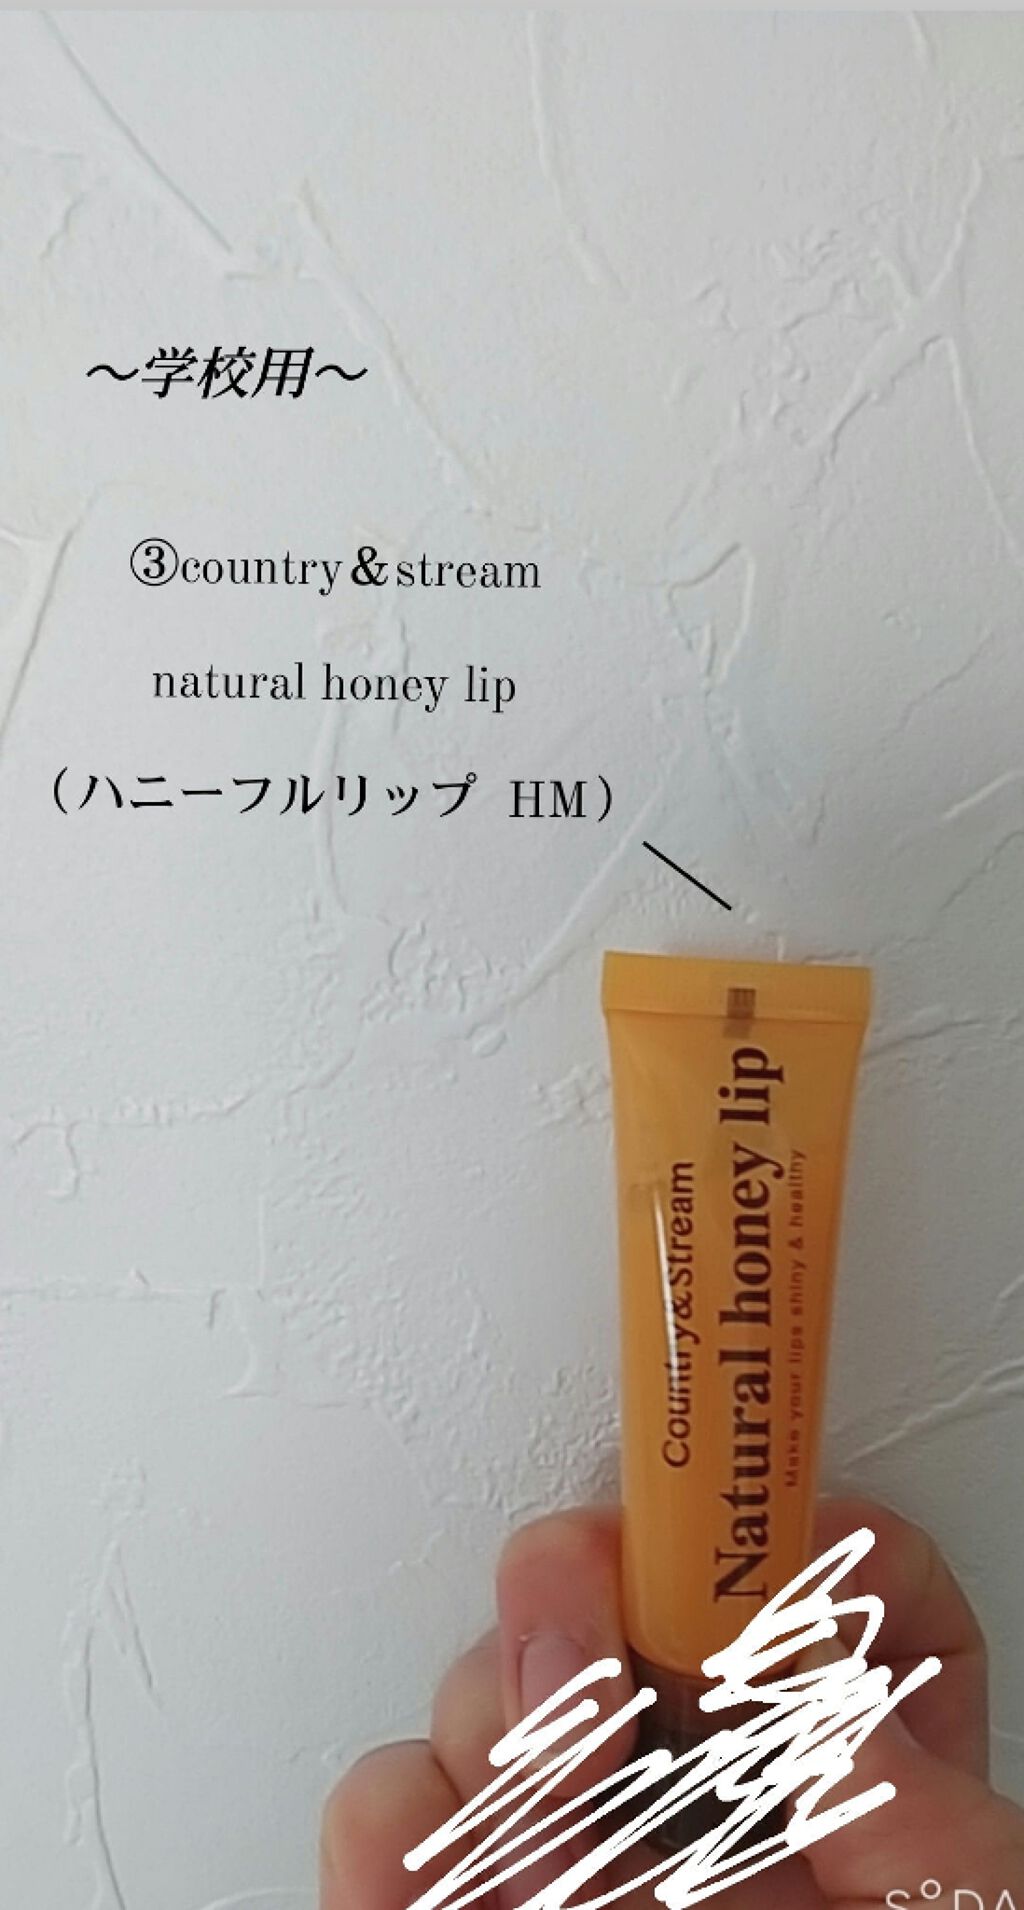 ～学校用～
③country＆stream
natural honey lip
（ハニーフルリップ HM）
Country&Stream
Natural honey lip
Make your lips shiny & healthy